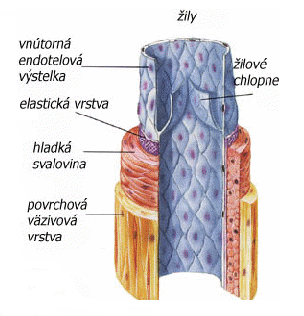 žily
vnútorná
endotelová
výstelka
žilové
chlopne
elastická vrstva
hladká
svalovina
povrchová
väzivová
vrstva